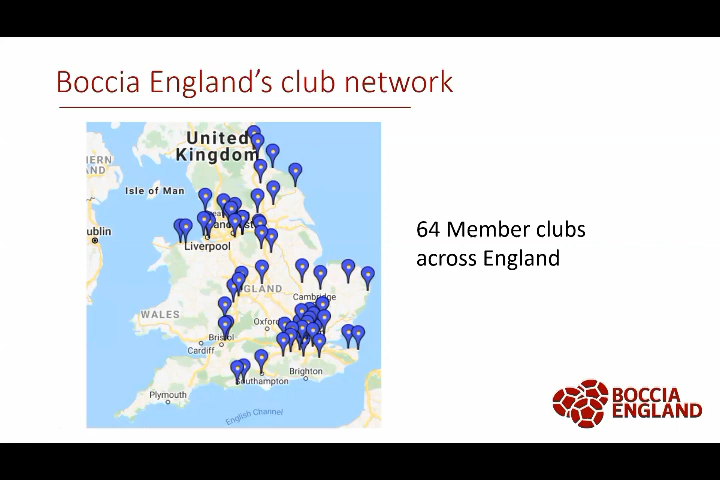 Boccia England's club network
United
Kingdom
Isle of Man
ublin
Liverpool
GLAND
Cambridge
WALES
Oxfo
Bristol
Cardiff
Southampton
Brighton
Plymouth
English Channel
64 Member clubs
across England
BOCCIA
ENGLAND